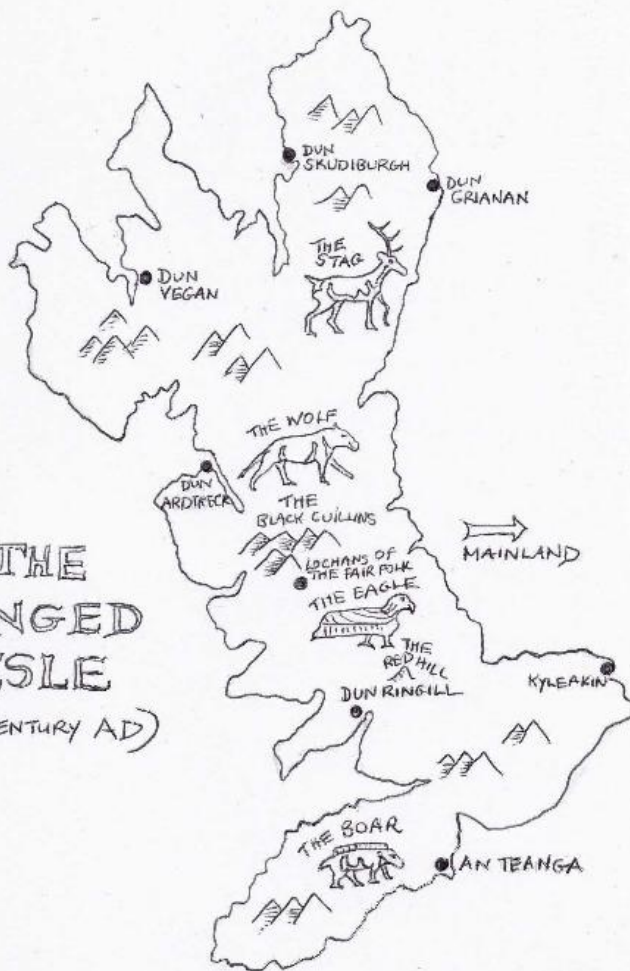 DUN
SKUDIBURGH
DUN
GRIANAN
THE
STAG
DUN
VEGAN
THE WOLF
DUN
ARDTRECK
THE
BLACK CUILLINS
MAINLAND
LOCHANS OF
THE FAIR FOLK
THE EAGLE
THE
RED HILL
DUN RINGILL
KYLEAKIN
THE
NGED
ISLE
ENTURY AD)
THE BOAR
AN TEANGA